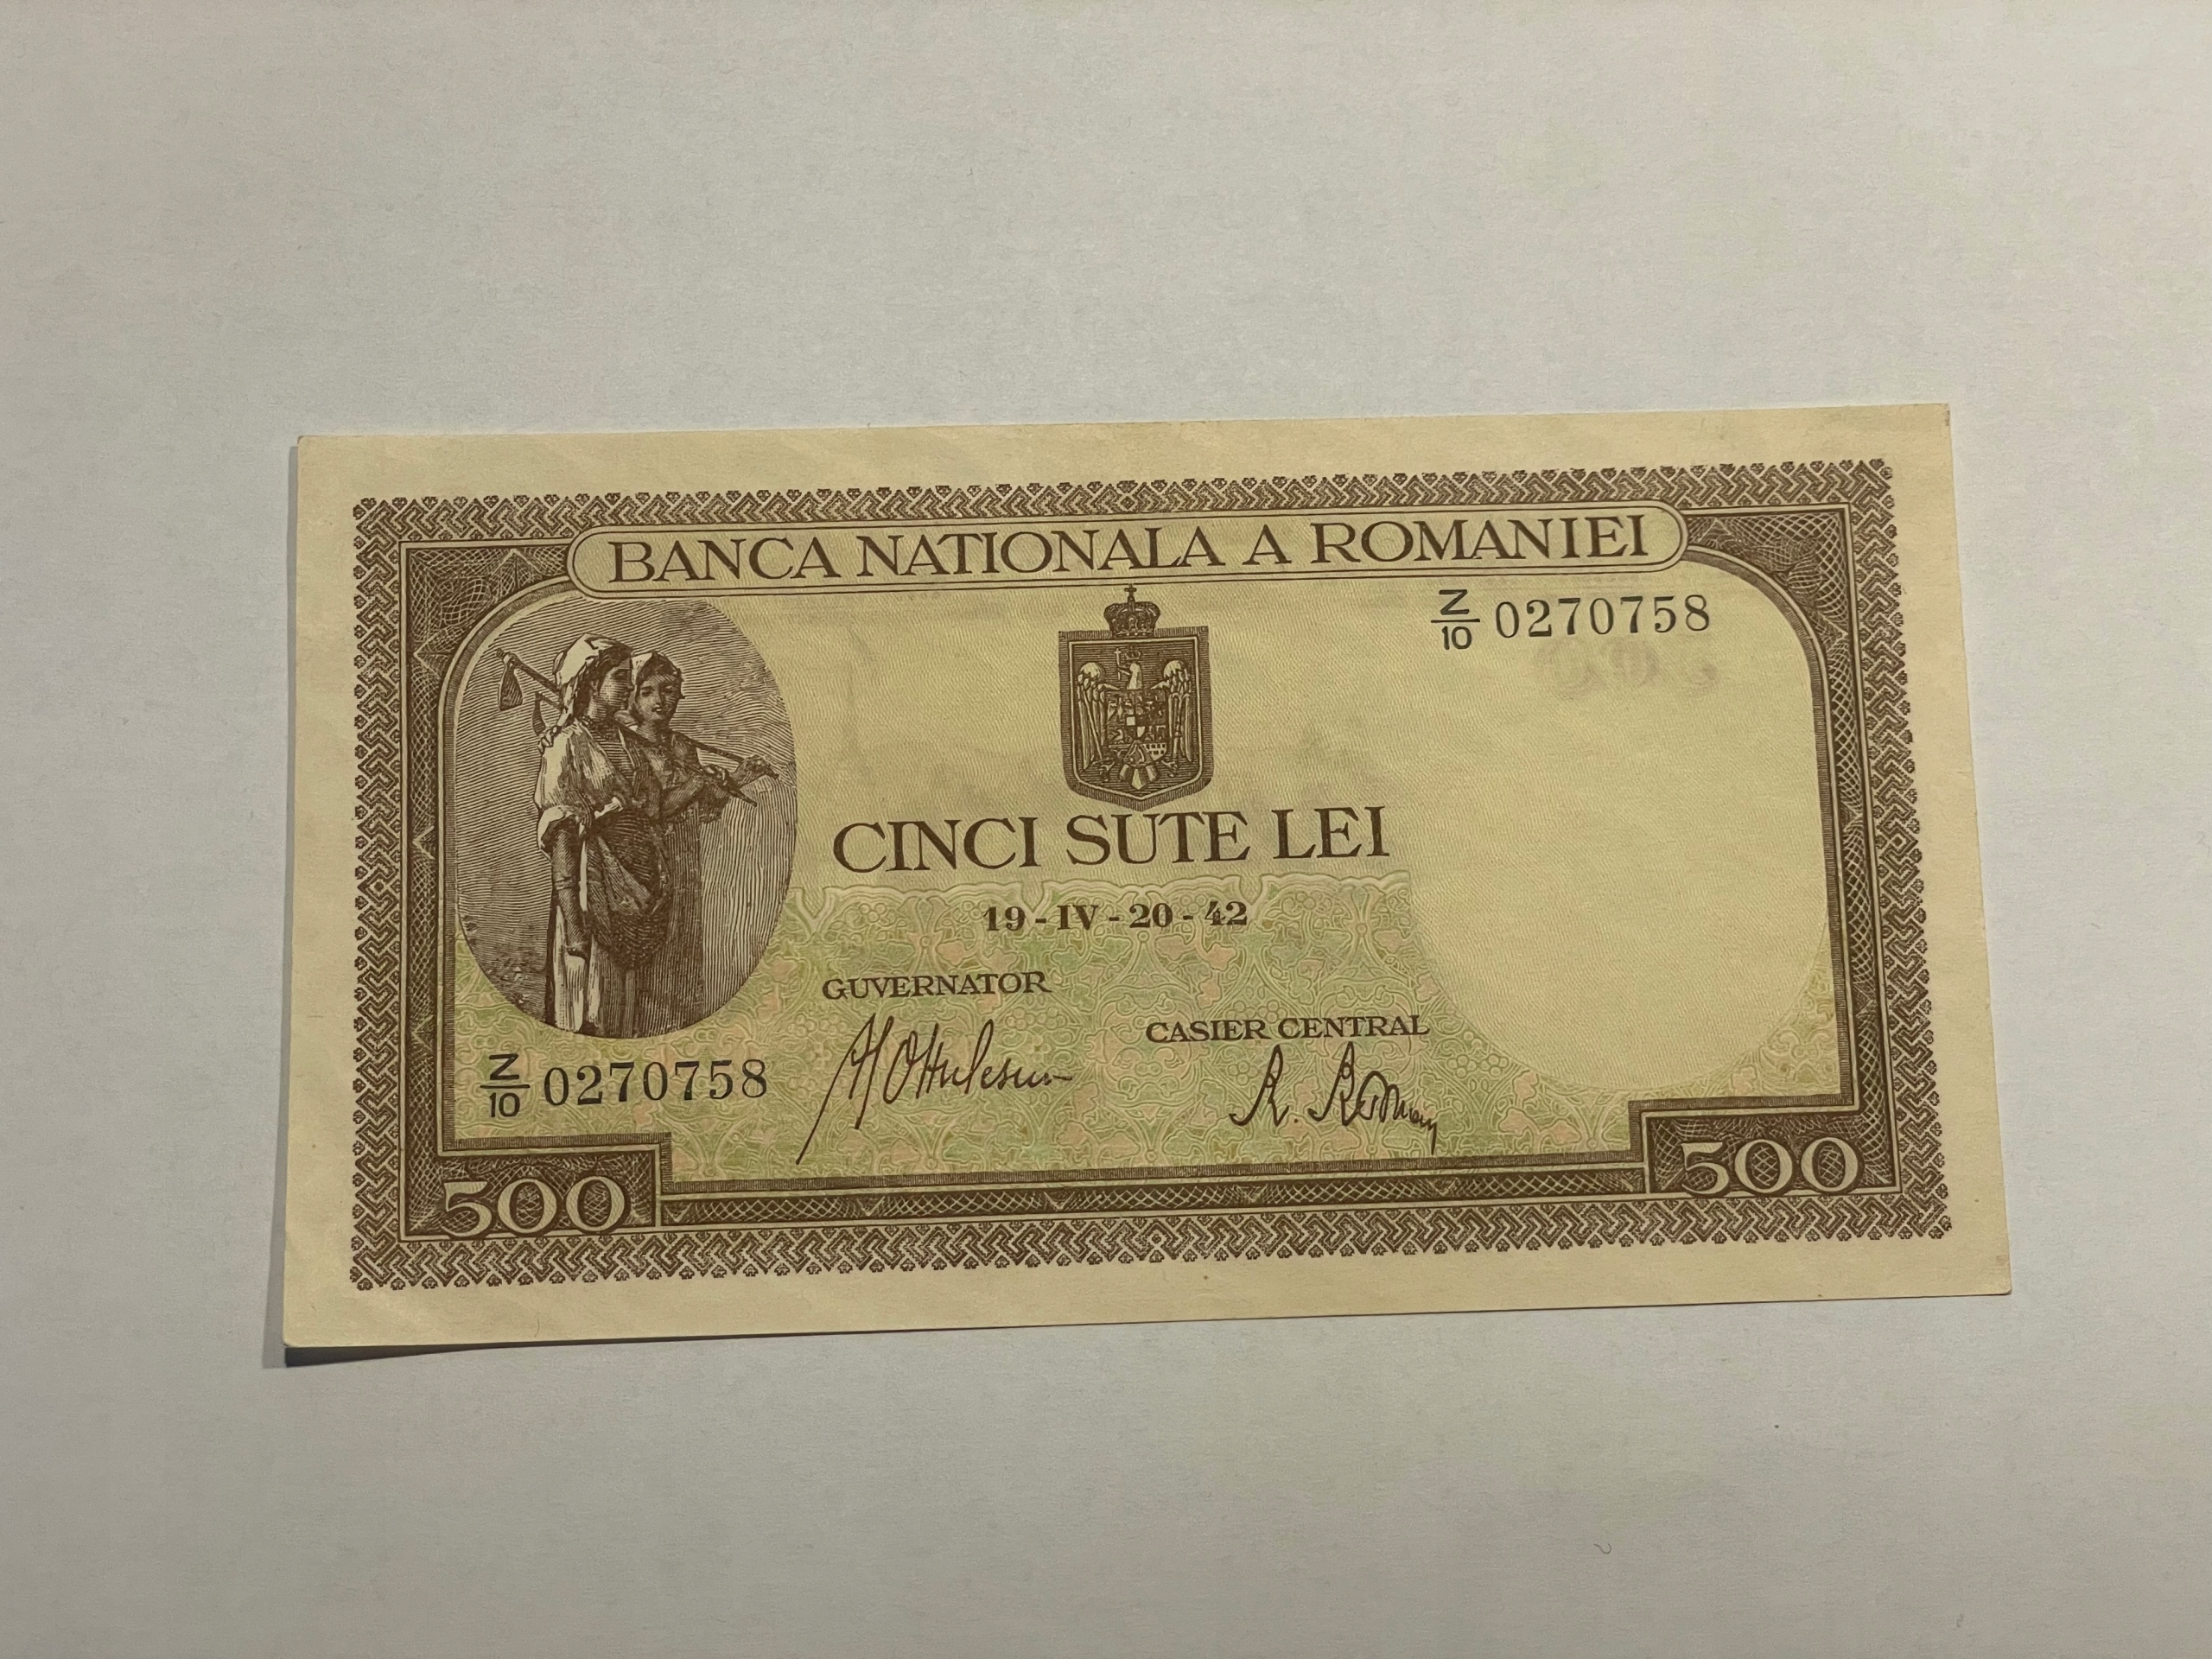 BANCA NATIONALA A ROMANIEI
Z/10 0270758
CINCI SUTE LEI
19-IV-20-42
GUVERNATOR
CASIER CENTRAL
Z/10 0270758
500
500